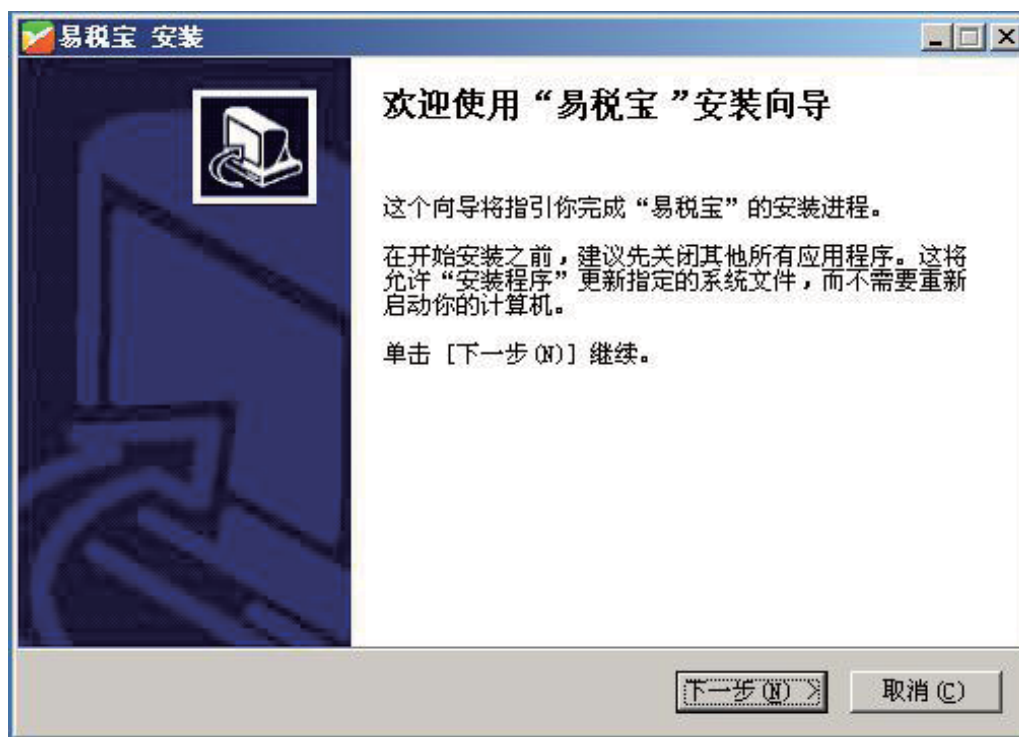 易税宝 安装
欢迎使用“易税宝 ”安装向导
这个向导将指引你完成“易税宝”的安装进程。
在开始安装之前，建议先关闭其他所有应用程序。这将
允许“安装程序”更新指定的系统文件，而不需要重新
启动你的计算机。
单击 [下一步(N)] 继续。
下一步(N) >
取消(C)